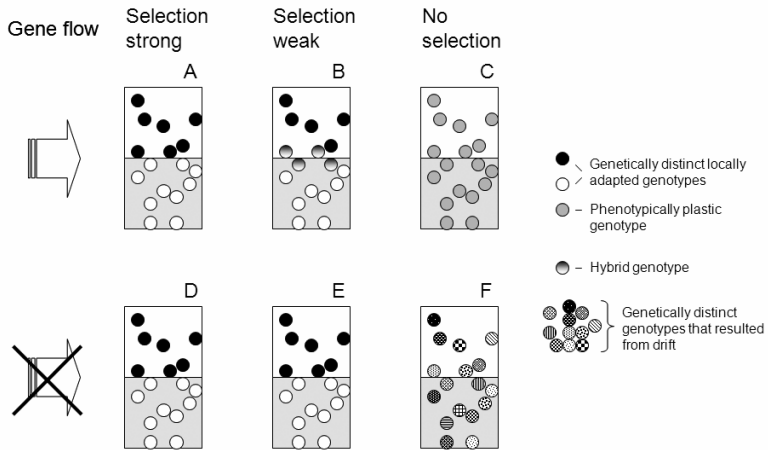 Gene flow
Selection strong
Selection weak
No selection
A
B
C
Genetically distinct locally
adapted genotypes
Phenotypically plastic
genotype
Hybrid genotype
D
E
F
Genetically distinct
genotypes that resulted
from drift